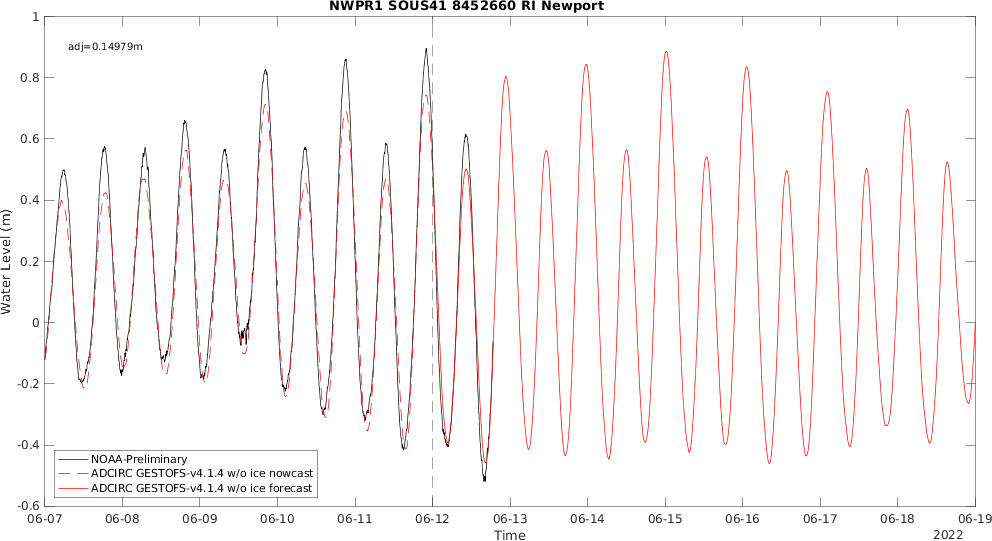 NWPR1 SOUS41 8452660 RI Newport
adj=0.14979m
1
0.8
0.6
0.4
0.2
0
-0.2
-0.4
-0.6
Water Level (m)
NOAA-Preliminary
ADCIRC GESTOFS-v4.1.4 w/o ice nowcast
ADCIRC GESTOFS-v4.1.4 w/o ice forecast
06-07 06-08 06-09 06-10 06-11 06-12 06-13 06-14 06-15 06-16 06-17 06-18 06-19
Time
2022